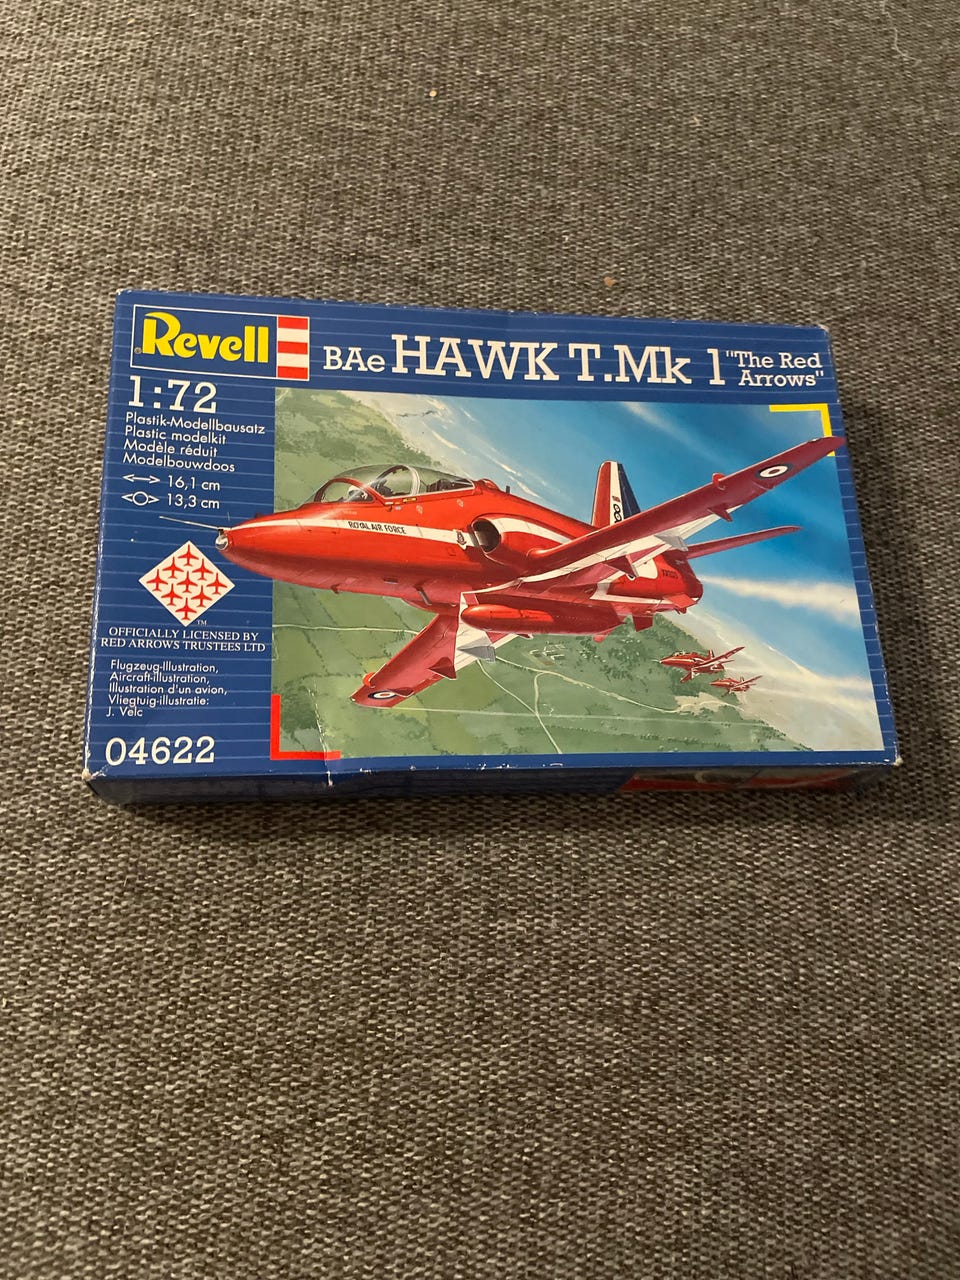 Revell
BAe HAWK T.Mk 1 "The Red Arrows"
1:72
Plastik-Modellbausatz
Plastic modelkit
Modèle réduit
Modelbouwdoos
16,1 cm
13,3 cm
ROYAL AIR FORCE
TM
OFFICIALLY LICENSED BY
RED ARROWS TRUSTEES LTD
Flugzeug-Illustration,
Aircraft-illustration,
Illustration d'un avion,
Vliegtuig-illustratie:
J. Velc
04622